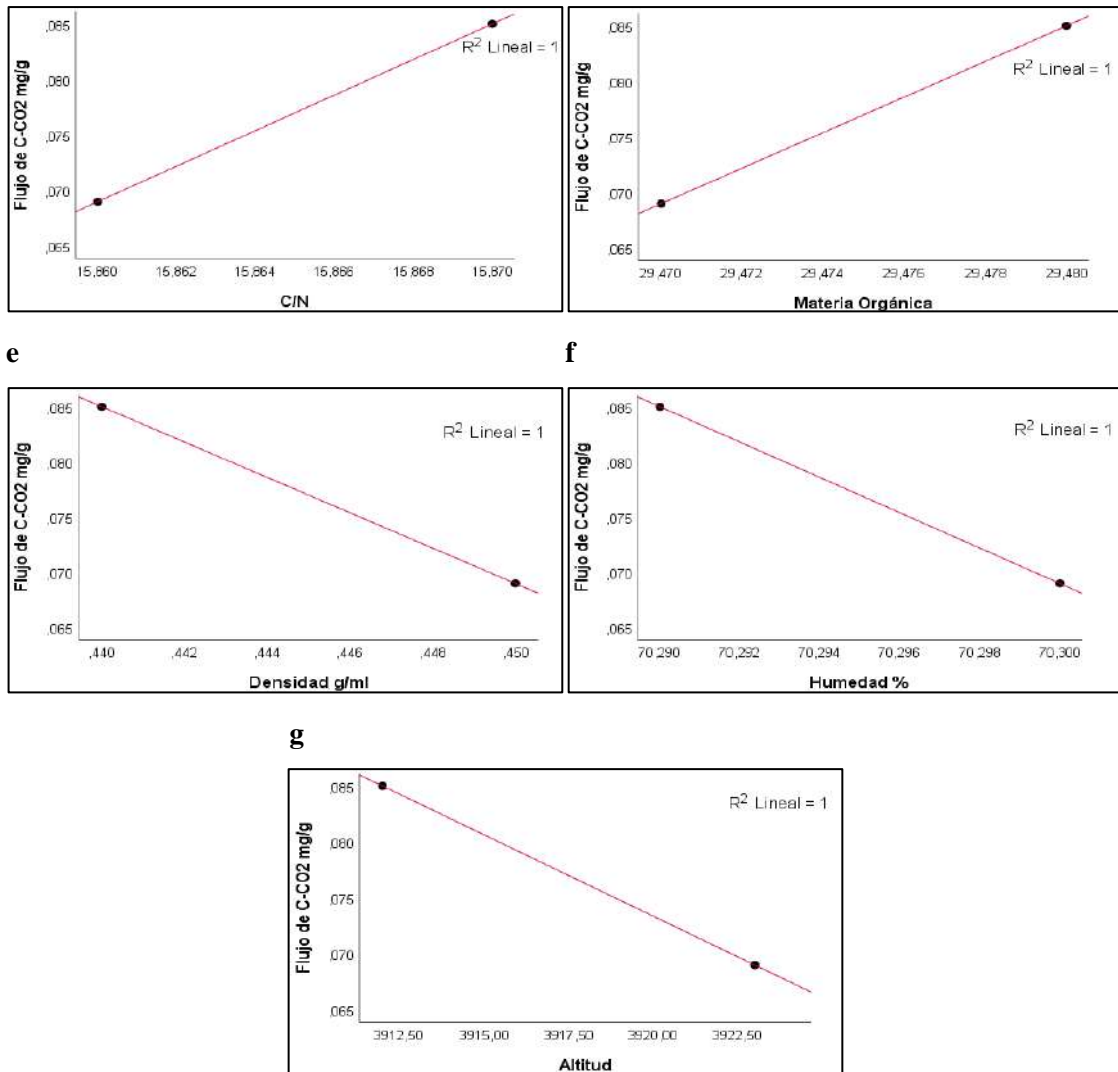 ,085
,080
,075
,070
,065
Flujo de C-CO2 mg/g
R2 Lineal = 1
15,860 15,862 15,864 15,866 15,868 15,870
C/N
,085
,080
,075
,070
,065
Flujo de C-CO2 mg/g
R2 Lineal = 1
29,470 29,472 29,474 29,476 29,478 29,480
Materia Orgánica
e
,085
,080
,075
,070
,065
Flujo de C-CO2 mg/g
R2 Lineal = 1
,440 ,442 ,444 ,446 ,448 ,450
Densidad g/ml
f
,085
,080
,075
,070
,065
Flujo de C-CO2 mg/g
R2 Lineal = 1
70,290 70,292 70,294 70,296 70,298 70,300
Humedad %
g
,085
,080
,075
,070
,065
Flujo de C-CO2 mg/g
R2 Lineal = 1
3912,50 3915,00 3917,50 3920,00 3922,50
Altitud